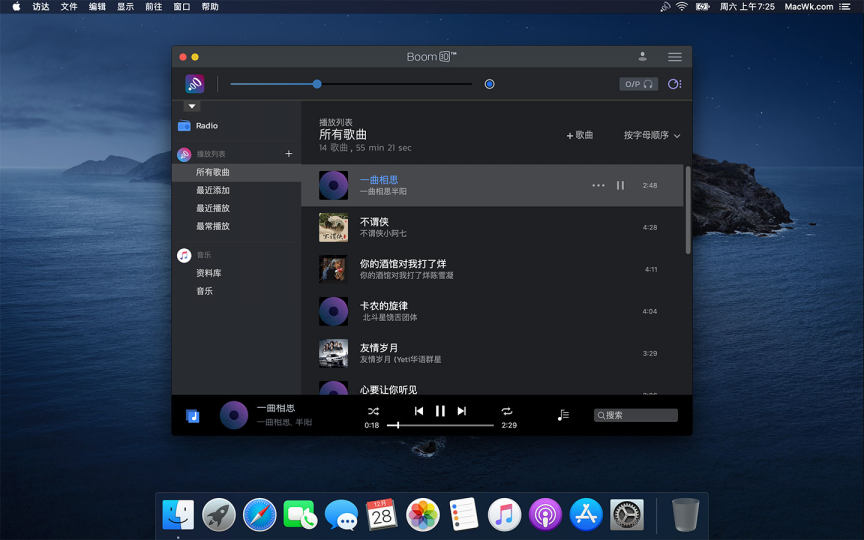 访达 文件 编辑 显示 前往 窗口 帮助 周六 上午7:25 MacWk.com
Boom 3D™
O/P
Radio
播放列表
所有歌曲
最近添加
最近播放
最常播放
音乐
资料库
音乐
播放列表
所有歌曲
14 歌曲 , 55 min 21 sec
+ 歌曲 按字母顺序
一曲相思
一曲相思半阳
2:48
不谓侠
不谓侠小阿七
4:28
你的酒馆对我打了烊
你的酒馆对我打了烊陈雪凝
4:11
卡农的旋律
北斗星饶舌团体
4:04
友情岁月
友情岁月 (Yeti华语群星
3:29
心要让你听见
一曲相思
一曲相思, 半阳
0:18
2:29
搜索
12月
28